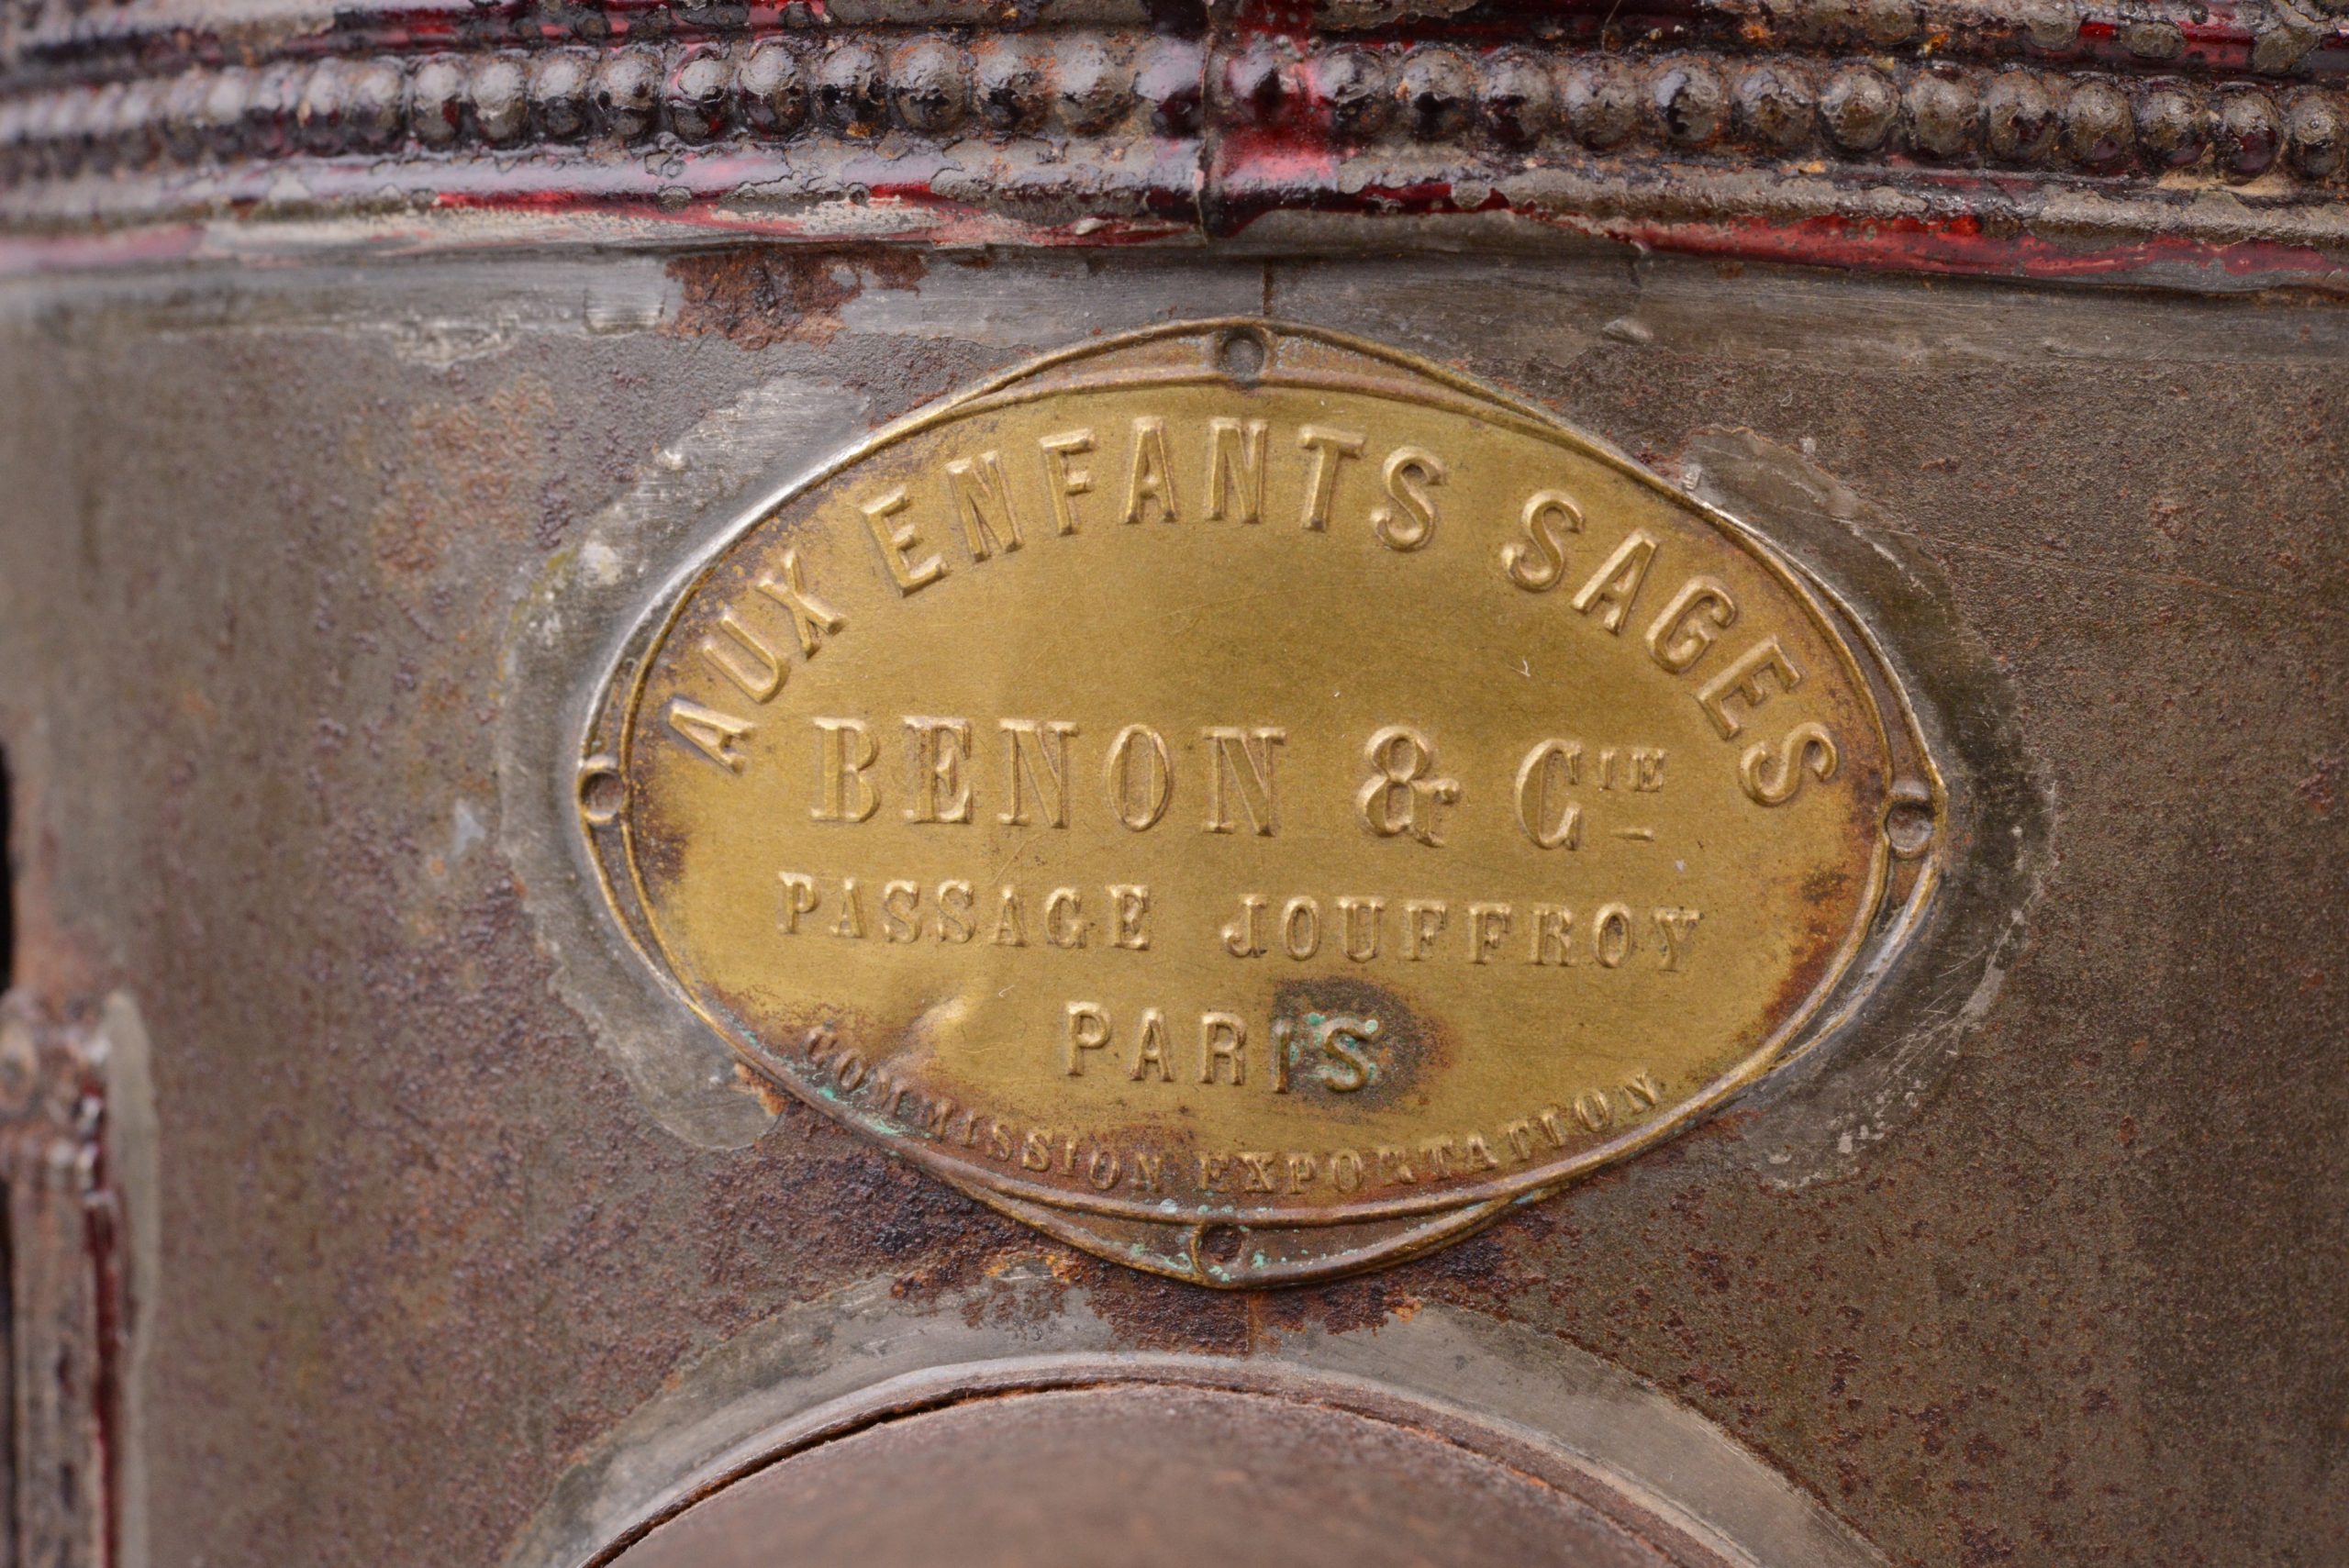 AUX ENFANTS SAGES
BENON & CIE
PASSAGE JOUFFROY
PARIS
COMMISSION EXPORTATION